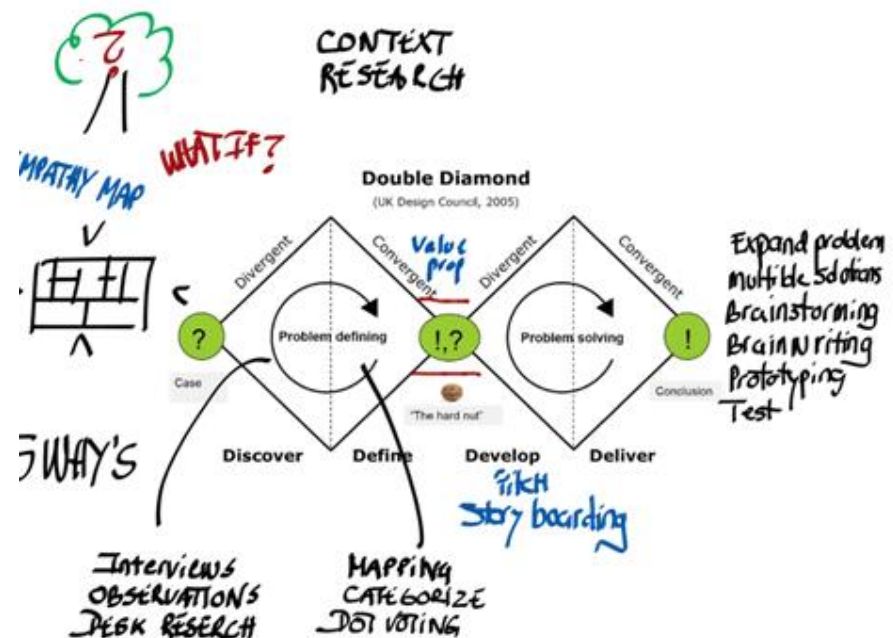 ?
CONTEXT
RESEARCH
WHAT IF?
MPATHY MAP
Double Diamond
(UK Design Council, 2005)
Divergent
Convergent
Value
prop
Divergent
Convergent
Expand problem
Multible Solutions
Brainstorming
Brainwriting
Prototyping
Test
?
Problem defining
!,?
Problem solving
!
Case
"The hard nut"
Conclusion
5 WHY'S
Discover
Define
Develop
Deliver
PitcH
Story boarding
Interviews
OBSERVATIONS
DESK RESERCH
MAPPING
CATEGORIZE
DOT VOTING